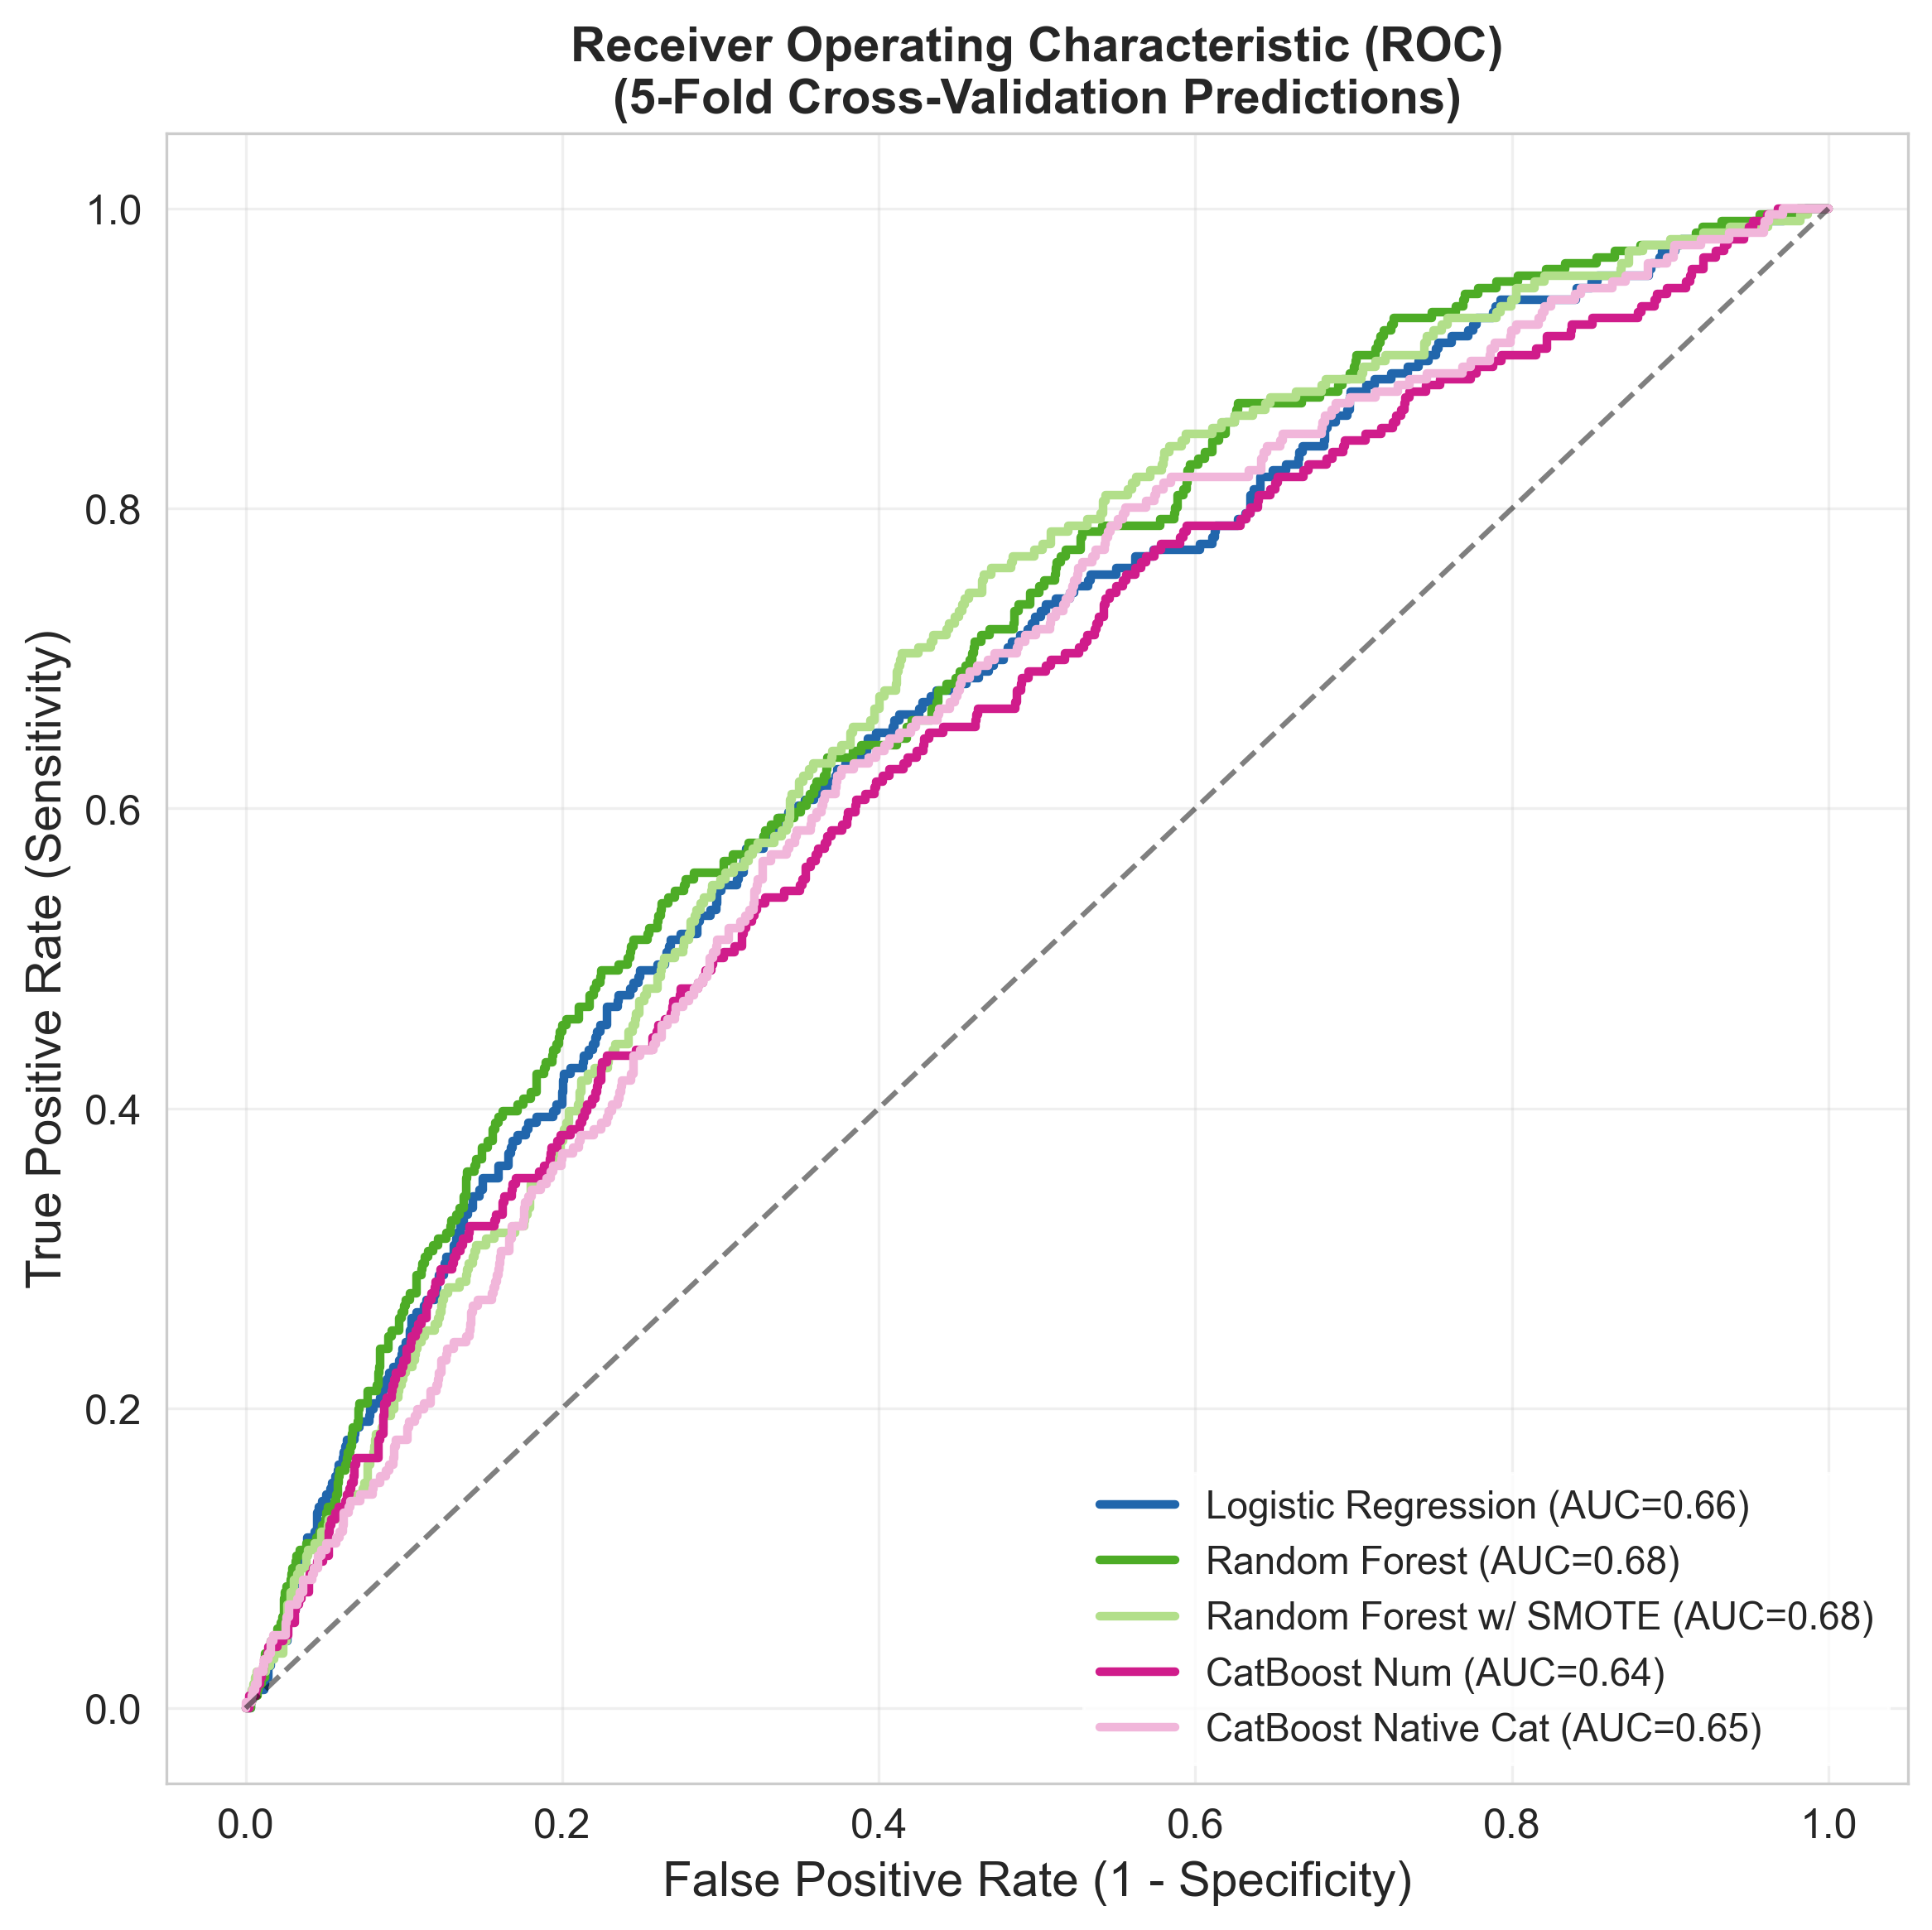 Receiver Operating Characteristic (ROC)
(5-Fold Cross-Validation Predictions)
True Positive Rate (Sensitivity)
1.0
0.8
0.6
0.4
0.2
0.0
Logistic Regression (AUC=0.66)
Random Forest (AUC=0.68)
Random Forest w/ SMOTE (AUC=0.68)
CatBoost Num (AUC=0.64)
CatBoost Native Cat (AUC=0.65)
0.0 0.2 0.4 0.6 0.8 1.0
False Positive Rate (1 - Specificity)